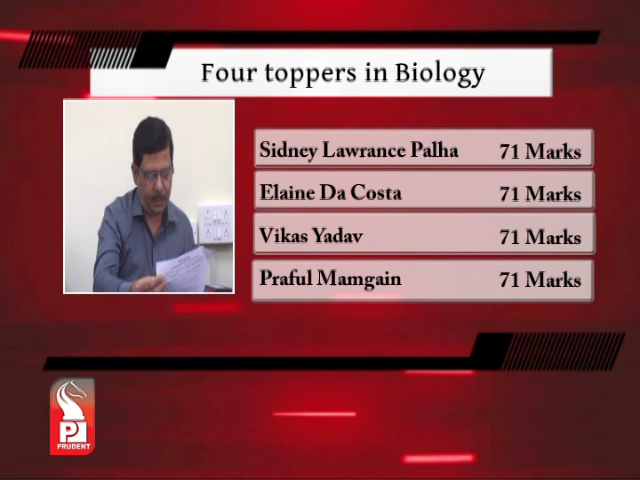 Four toppers in Biology
Sidney Lawrance Palha 71 Marks
Elaine Da Costa 71 Marks
Vikas Yadav 71 Marks
Praful Mamgain 71 Marks
P
PRUDENT